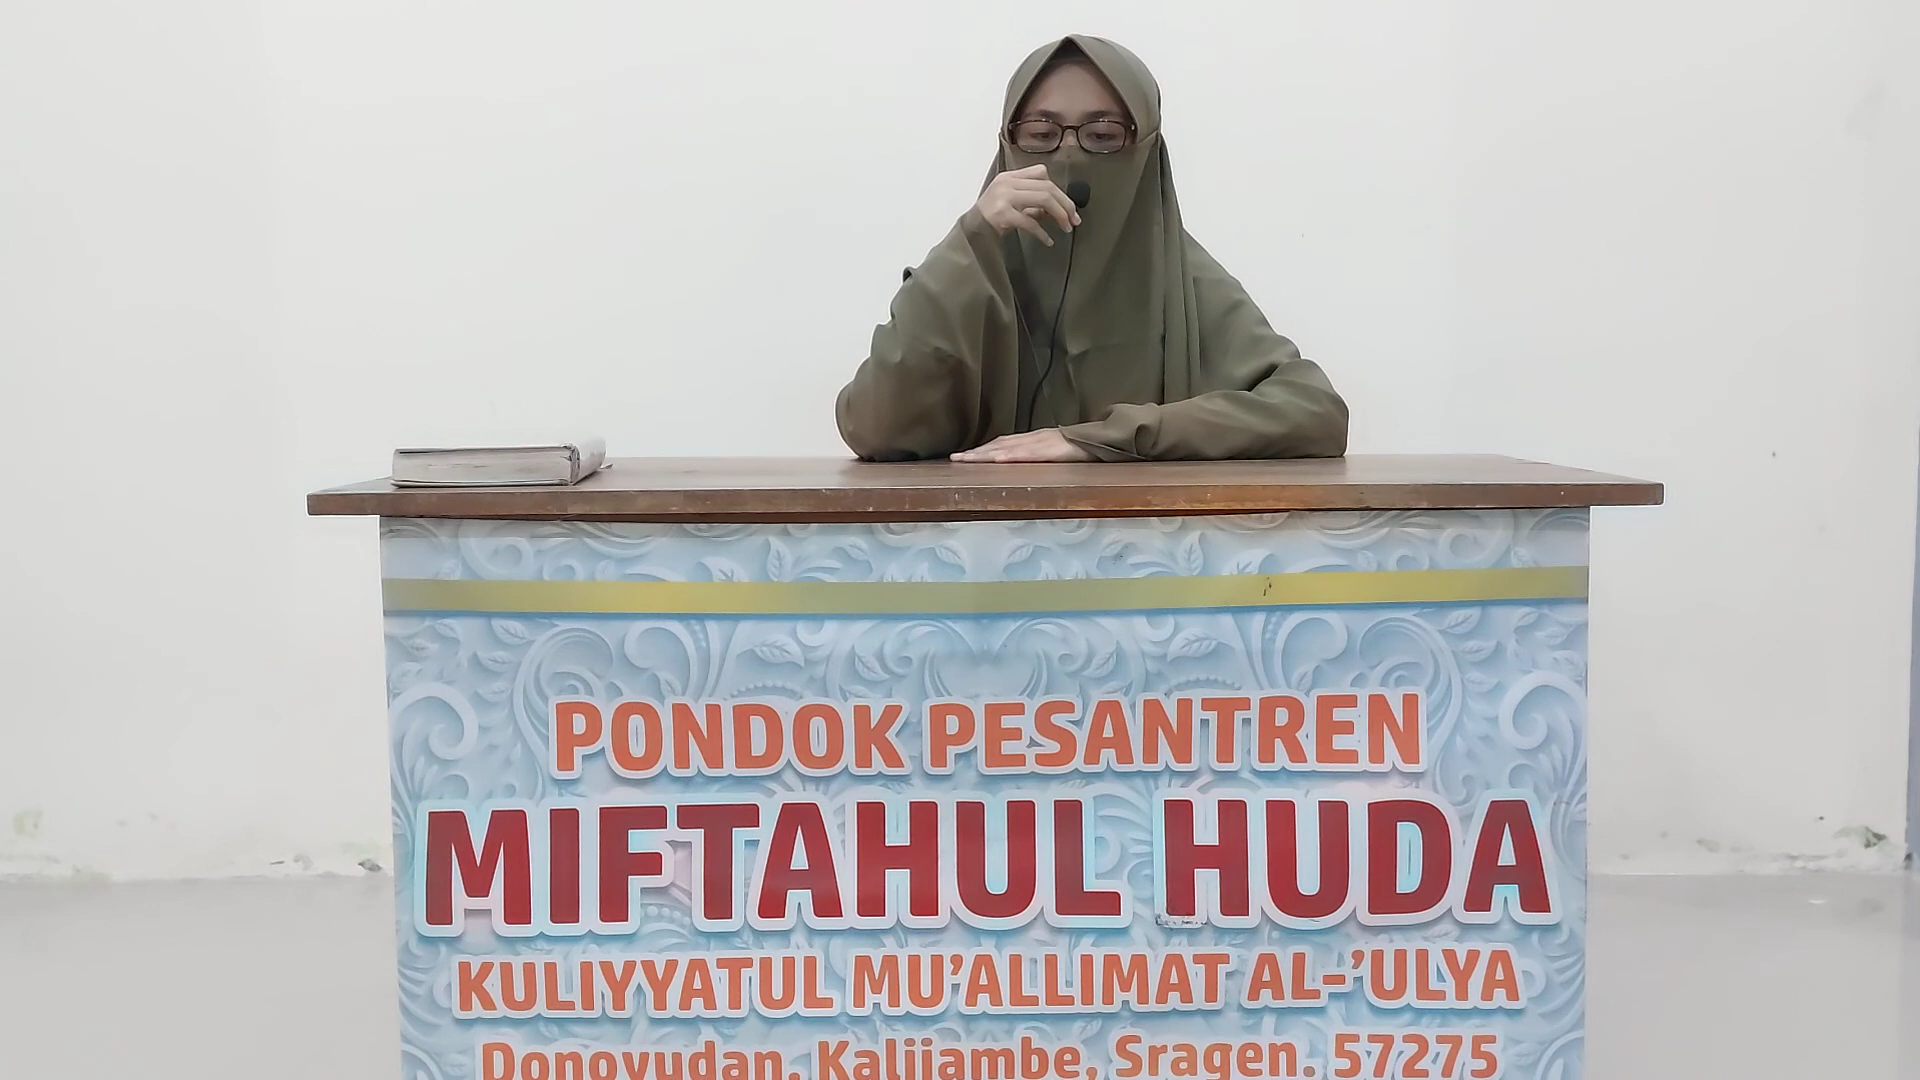 PONDOK PESANTREN
MIFTAHUL HUDA
KULIYYATUL MU'ALLIMAT AL-'ULYA
Donoyudan, Kalijambe, Sragen. 57275